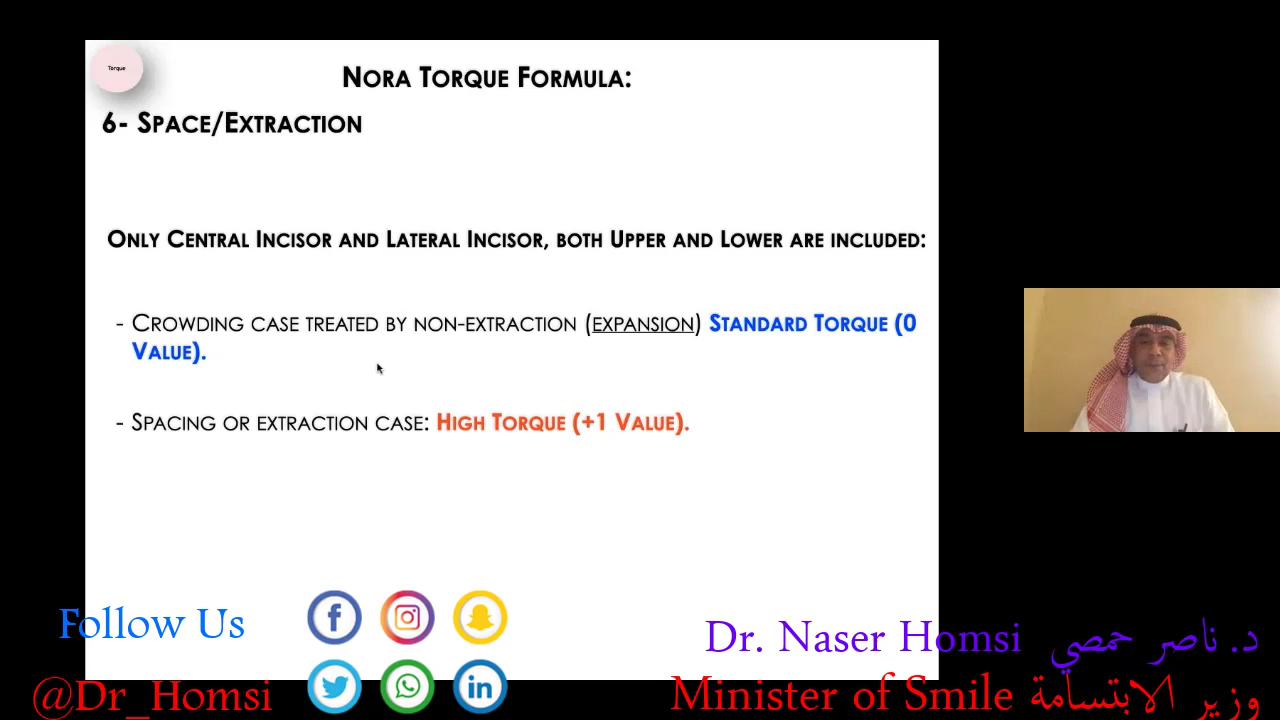 Torque
NORA TORQUE FORMULA:
6- SPACE/EXTRACTION
ONLY CENTRAL INCISOR AND LATERAL INCISOR, BOTH UPPER AND LOWER ARE INCLUDED:
- CROWDING CASE TREATED BY NON-EXTRACTION (EXPANSION) STANDARD TORQUE (0
VALUE).
- SPACING OR EXTRACTION CASE: HIGH TORQUE (+1 VALUE).
Follow Us
@Dr_Homsi
Dr. Naser Homsi د. ناصر حمصي
Minister of Smile وزير الابتسامة